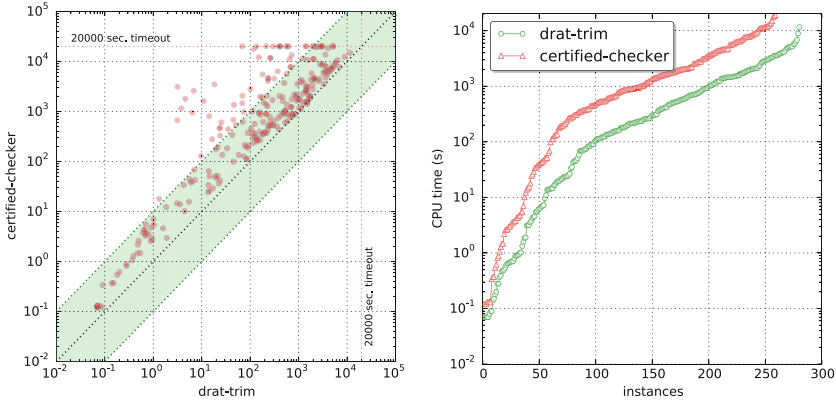 10^5
10^4
10^3
10^2
10^1
10^0
10^-1
10^-2
certified-checker
20000 sec. timeout
20000 sec. timeout
10^-2 10^-1 10^0 10^1 10^2 10^3 10^4 10^5
drat-trim
10^4
10^3
10^2
10^1
10^0
10^-1
10^-2
CPU time (s)
drat-trim
certified-checker
0 50 100 150 200 250 300
instances